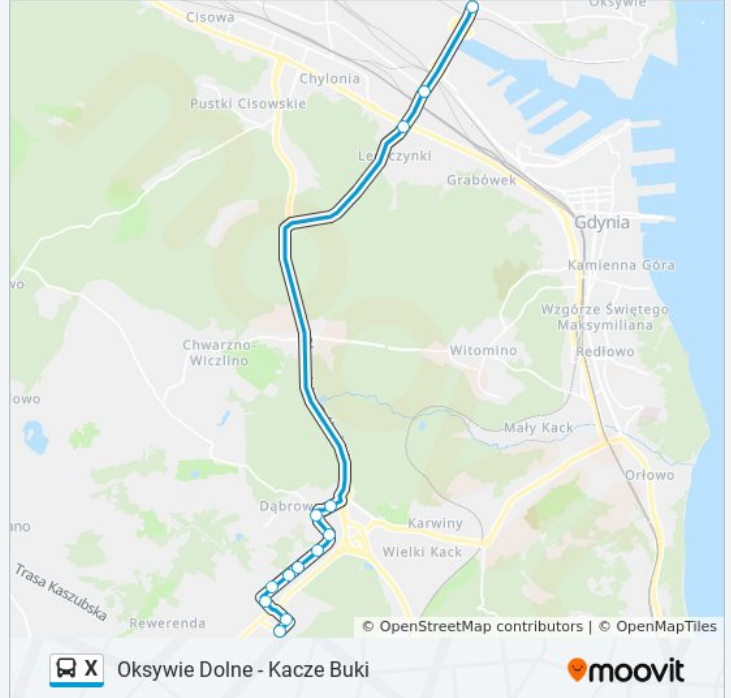 Cisowa
Oksywie
Chylonia
Pustki Cisowskie
Leszczynki
Grabówek
Gdynia
Kamienna Góra
wo
Wzgórze Świętego
Maksymiliana
Chwarzno-
Wiczlino
Witomino
Redłowo
owo
Mały Kack
Orłowo
Dąbrowa
Karwiny
ano
Wielki Kack
Trasa Kaszubska
Rewerenda
© OpenStreetMap contributors | © OpenMapTiles
X Oksywie Dolne - Kacze Buki
moovit